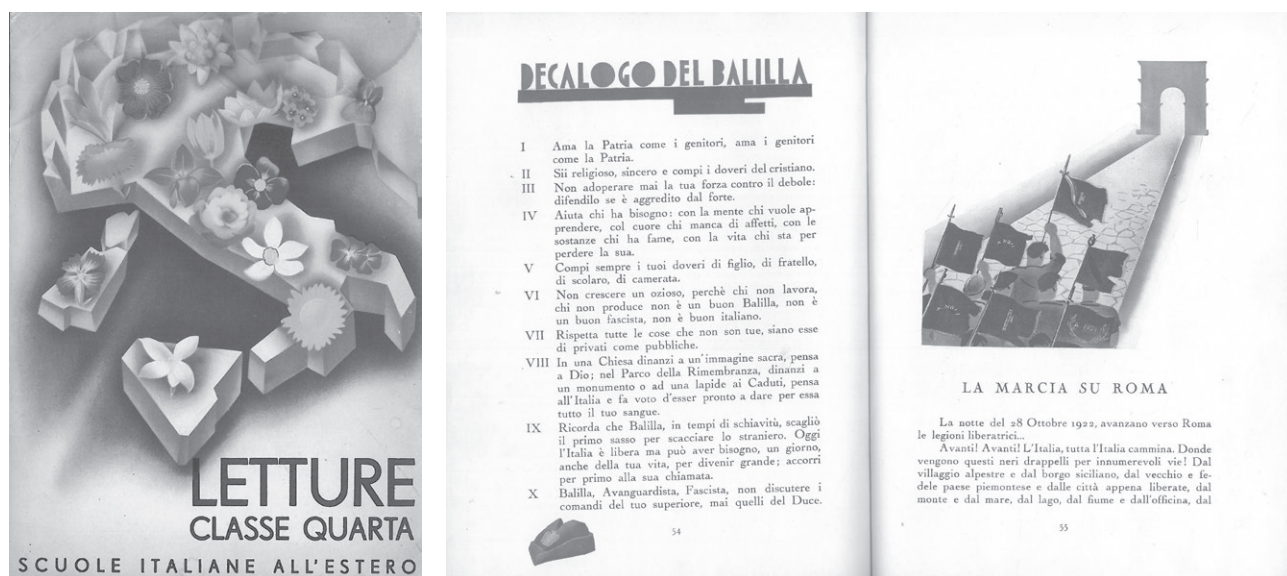 LETTURE
CLASSE QUARTA
SCUOLE ITALIANE ALL'ESTERO
DECALOGO DEL BALILLA
I Ama la Patria come i genitori, ama i genitori
come la Patria.
II Sii religioso, sincero e compi i doveri del cristiano.
III Non adoperare mai la tua forza contro il debole:
difendilo se è aggredito dal forte.
IV Aiuta chi ha bisogno: con la mente chi vuole ap-
prendere, col cuore chi manca di affetti, con le
sostanze chi ha fame, con la vita chi sta per
perdere la sua.
V Compi sempre i tuoi doveri di figlio, di fratello,
di scolaro, di camerata.
VI Non crescere un ozioso, perchè chi non lavora,
chi non produce non è un buon Balilla, non è
un buon fascista, non è buon italiano.
VII Rispetta tutte le cose che non son tue, siano esse
di privati come pubbliche.
VIII In una Chiesa dinanzi a un'immagine sacra, pensa
a Dio; nel Parco della Rimembranza, dinanzi a
un monumento o ad una lapide ai Caduti, pensa
all'Italia e fa voto d'esser pronto a dare per essa
tutto il tuo sangue.
IX Ricorda che Balilla, in tempi di schiavitù, scagliò
il primo sasso per scacciare lo straniero. Oggi
l'Italia è libera ma può aver bisogno, un giorno,
anche della tua vita, per divenir grande; accorri
per primo alla sua chiamata.
X Balilla, Avanguardista, Fascista, non discutere i
comandi del tuo superiore, mai quelli del Duce.
54
LA MARCIA SU ROMA
La notte del 28 Ottobre 1922, avanzano verso Roma
le legioni liberatrici...
Avanti! Avanti! L'Italia, tutta l'Italia cammina. Donde
vengono questi neri drappelli per innumerevoli vie! Dal
villaggio alpestre e dal borgo siciliano, dal vecchio e fe-
dele paese piemontese e dalle città appena liberate, dal
monte e dal mare, dal lago, dal fiume e dall'officina, dal
55